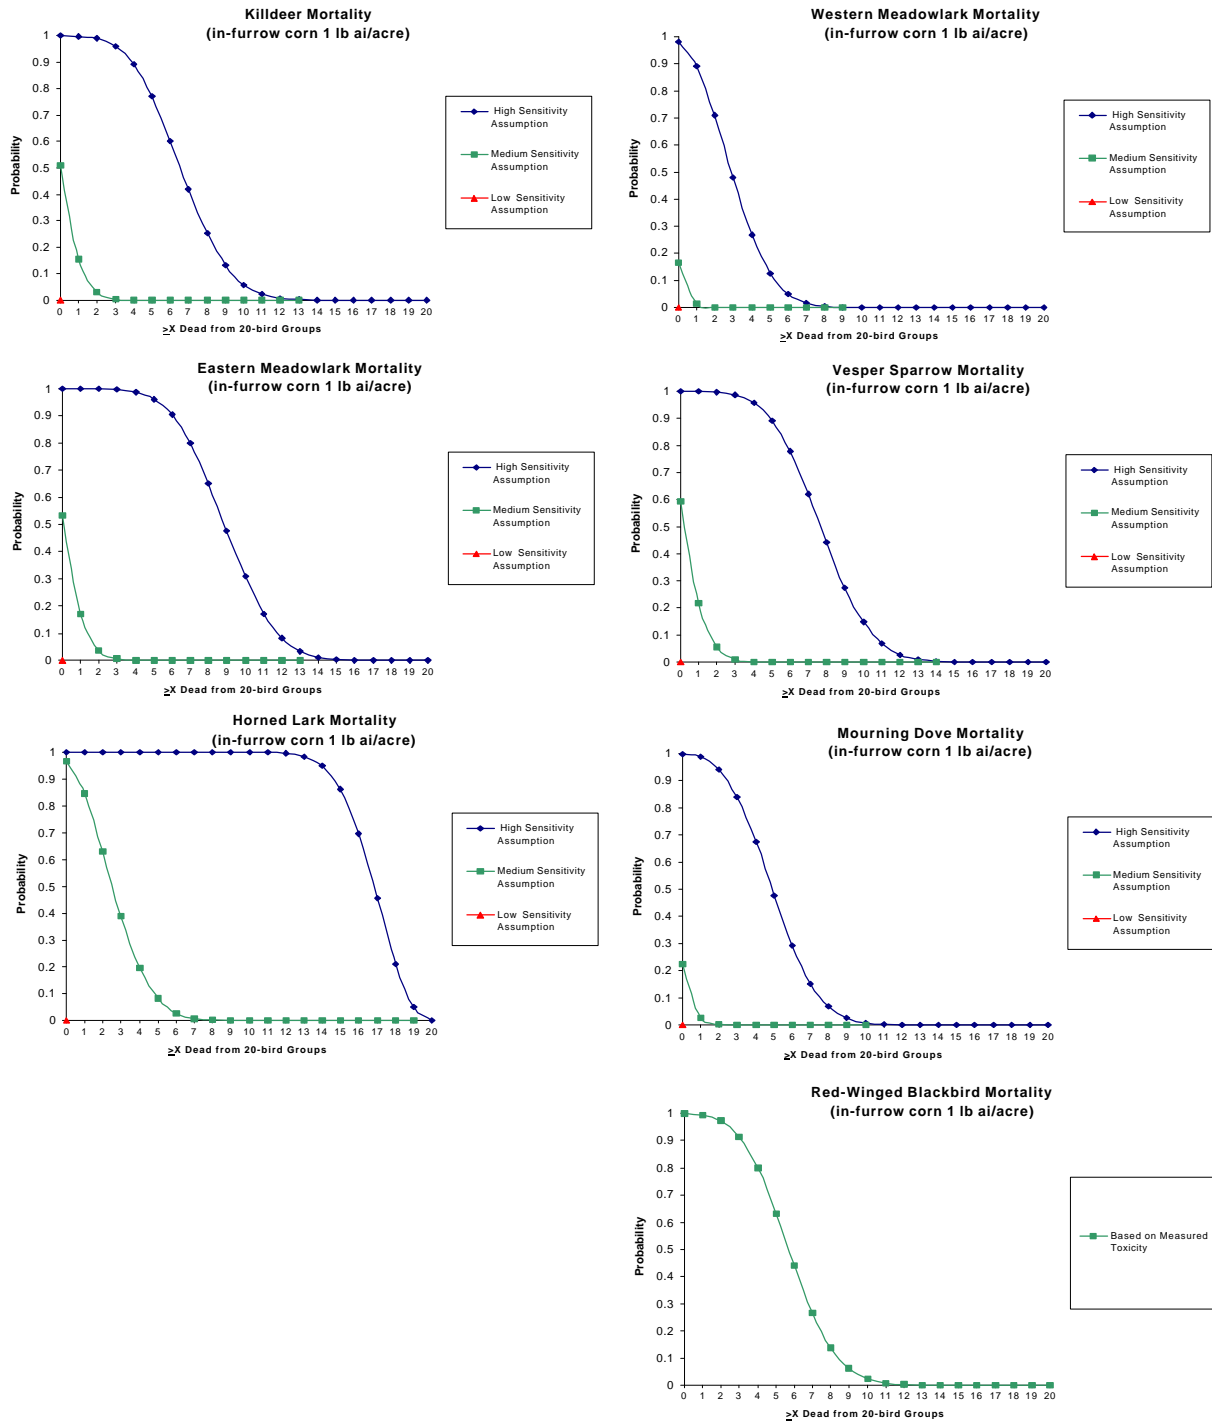 Killdeer Mortality
(in-furrow corn 1 lb ai/acre)
Probability
1
0.9
0.8
0.7
0.6
0.5
0.4
0.3
0.2
0.1
0
0 1 2 3 4 5 6 7 8 9 10 11 12 13 14 15 16 17 18 19 20
>X Dead from 20-bird Groups
High Sensitivity
Assumption
Medium Sensitivity
Assumption
Low Sensitivity
Assumption
Western Meadowlark Mortality
(in-furrow corn 1 lb ai/acre)
Probability
1
0.9
0.8
0.7
0.6
0.5
0.4
0.3
0.2
0.1
0
0 1 2 3 4 5 6 7 8 9 10 11 12 13 14 15 16 17 18 19 20
>X Dead from 20-bird Groups
High Sensitivity
Assumption
Medium Sensitivity
Assumption
Low Sensitivity
Assumption
Eastern Meadowlark Mortality
(in-furrow corn 1 lb ai/acre)
Probability
1
0.9
0.8
0.7
0.6
0.5
0.4
0.3
0.2
0.1
0
0 1 2 3 4 5 6 7 8 9 10 11 12 13 14 15 16 17 18 19 20
>X Dead from 20-bird Groups
High Sensitivity
Assumption
Medium Sensitivity
Assumption
Low Sensitivity
Assumption
Vesper Sparrow Mortality
(in-furrow corn 1 lb ai/acre)
Probability
1
0.9
0.8
0.7
0.6
0.5
0.4
0.3
0.2
0.1
0
0 1 2 3 4 5 6 7 8 9 10 11 12 13 14 15 16 17 18 19 20
>X Dead from 20-bird Groups
High Sensitivity
Assumption
Medium Sensitivity
Assumption
Low Sensitivity
Assumption
Horned Lark Mortality
(in-furrow corn 1 lb ai/acre)
Probability
1
0.9
0.8
0.7
0.6
0.5
0.4
0.3
0.2
0.1
0
0 1 2 3 4 5 6 7 8 9 10 11 12 13 14 15 16 17 18 19 20
>X Dead from 20-bird Groups
High Sensitivity
Assumption
Medium Sensitivity
Assumption
Low Sensitivity
Assumption
Mourning Dove Mortality
(in-furrow corn 1 lb ai/acre)
Probability
1
0.9
0.8
0.7
0.6
0.5
0.4
0.3
0.2
0.1
0
0 1 2 3 4 5 6 7 8 9 10 11 12 13 14 15 16 17 18 19 20
>X Dead from 20-bird Groups
High Sensitivity
Assumption
Medium Sensitivity
Assumption
Low Sensitivity
Assumption
Red-Winged Blackbird Mortality
(in-furrow corn 1 lb ai/acre)
Probability
1
0.9
0.8
0.7
0.6
0.5
0.4
0.3
0.2
0.1
0
0 1 2 3 4 5 6 7 8 9 10 11 12 13 14 15 16 17 18 19 20
>X Dead from 20-bird Groups
Based on Measured
Toxicity